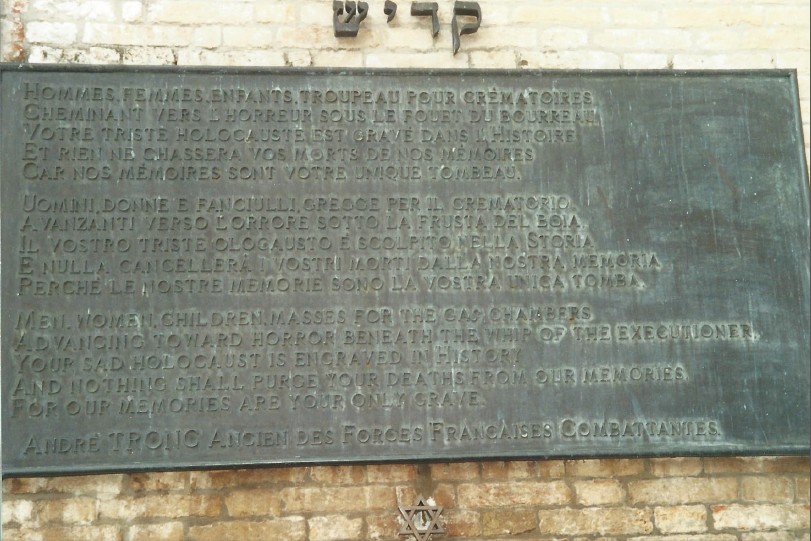 קדיש
HOMMES, FEMMES, ENFANTS, TROUPEAU POUR CRÉMATOIRES,
CHEMINANT VERS L'HORREUR SOUS LE FOUET DU BOURREAU
VOTRE TRISTE HOLOCAUSTE EST GRAVÉ DANS L'HISTOIRE
ET RIEN NE CHASSERA VOS MORTS DE NOS MÉMOIRES
CAR NOS MÉMOIRES SONT VOTRE UNIQUE TOMBEAU.
UOMINI, DONNE E FANCIULLI, GREGGE PER IL CREMATORIO,
AVANZANTI VERSO L'ORRORE SOTTO LA FRUSTA DEL BOIA.
IL VOSTRO TRISTE OLOCAUSTO È SCOLPITO NELLA STORIA
E NULLA CANCELLERÀ I VOSTRI MORTI DALLA NOSTRA MEMORIA
PERCHÉ LE NOSTRE MEMORIE SONO LA VOSTRA UNICA TOMBA.
MEN, WOMEN, CHILDREN, MASSES FOR THE GAS CHAMBERS
ADVANCING TOWARD HORROR BENEATH THE WHIP OF THE EXECUTIONER.
YOUR SAD HOLOCAUST IS ENGRAVED IN HISTORY
AND NOTHING SHALL PURGE YOUR DEATHS FROM OUR MEMORIES.
FOR OUR MEMORIES ARE YOUR ONLY GRAVE.
ANDRÉ TRONC ANCIEN DES FORCES FRANÇAISES COMBATTANTES.